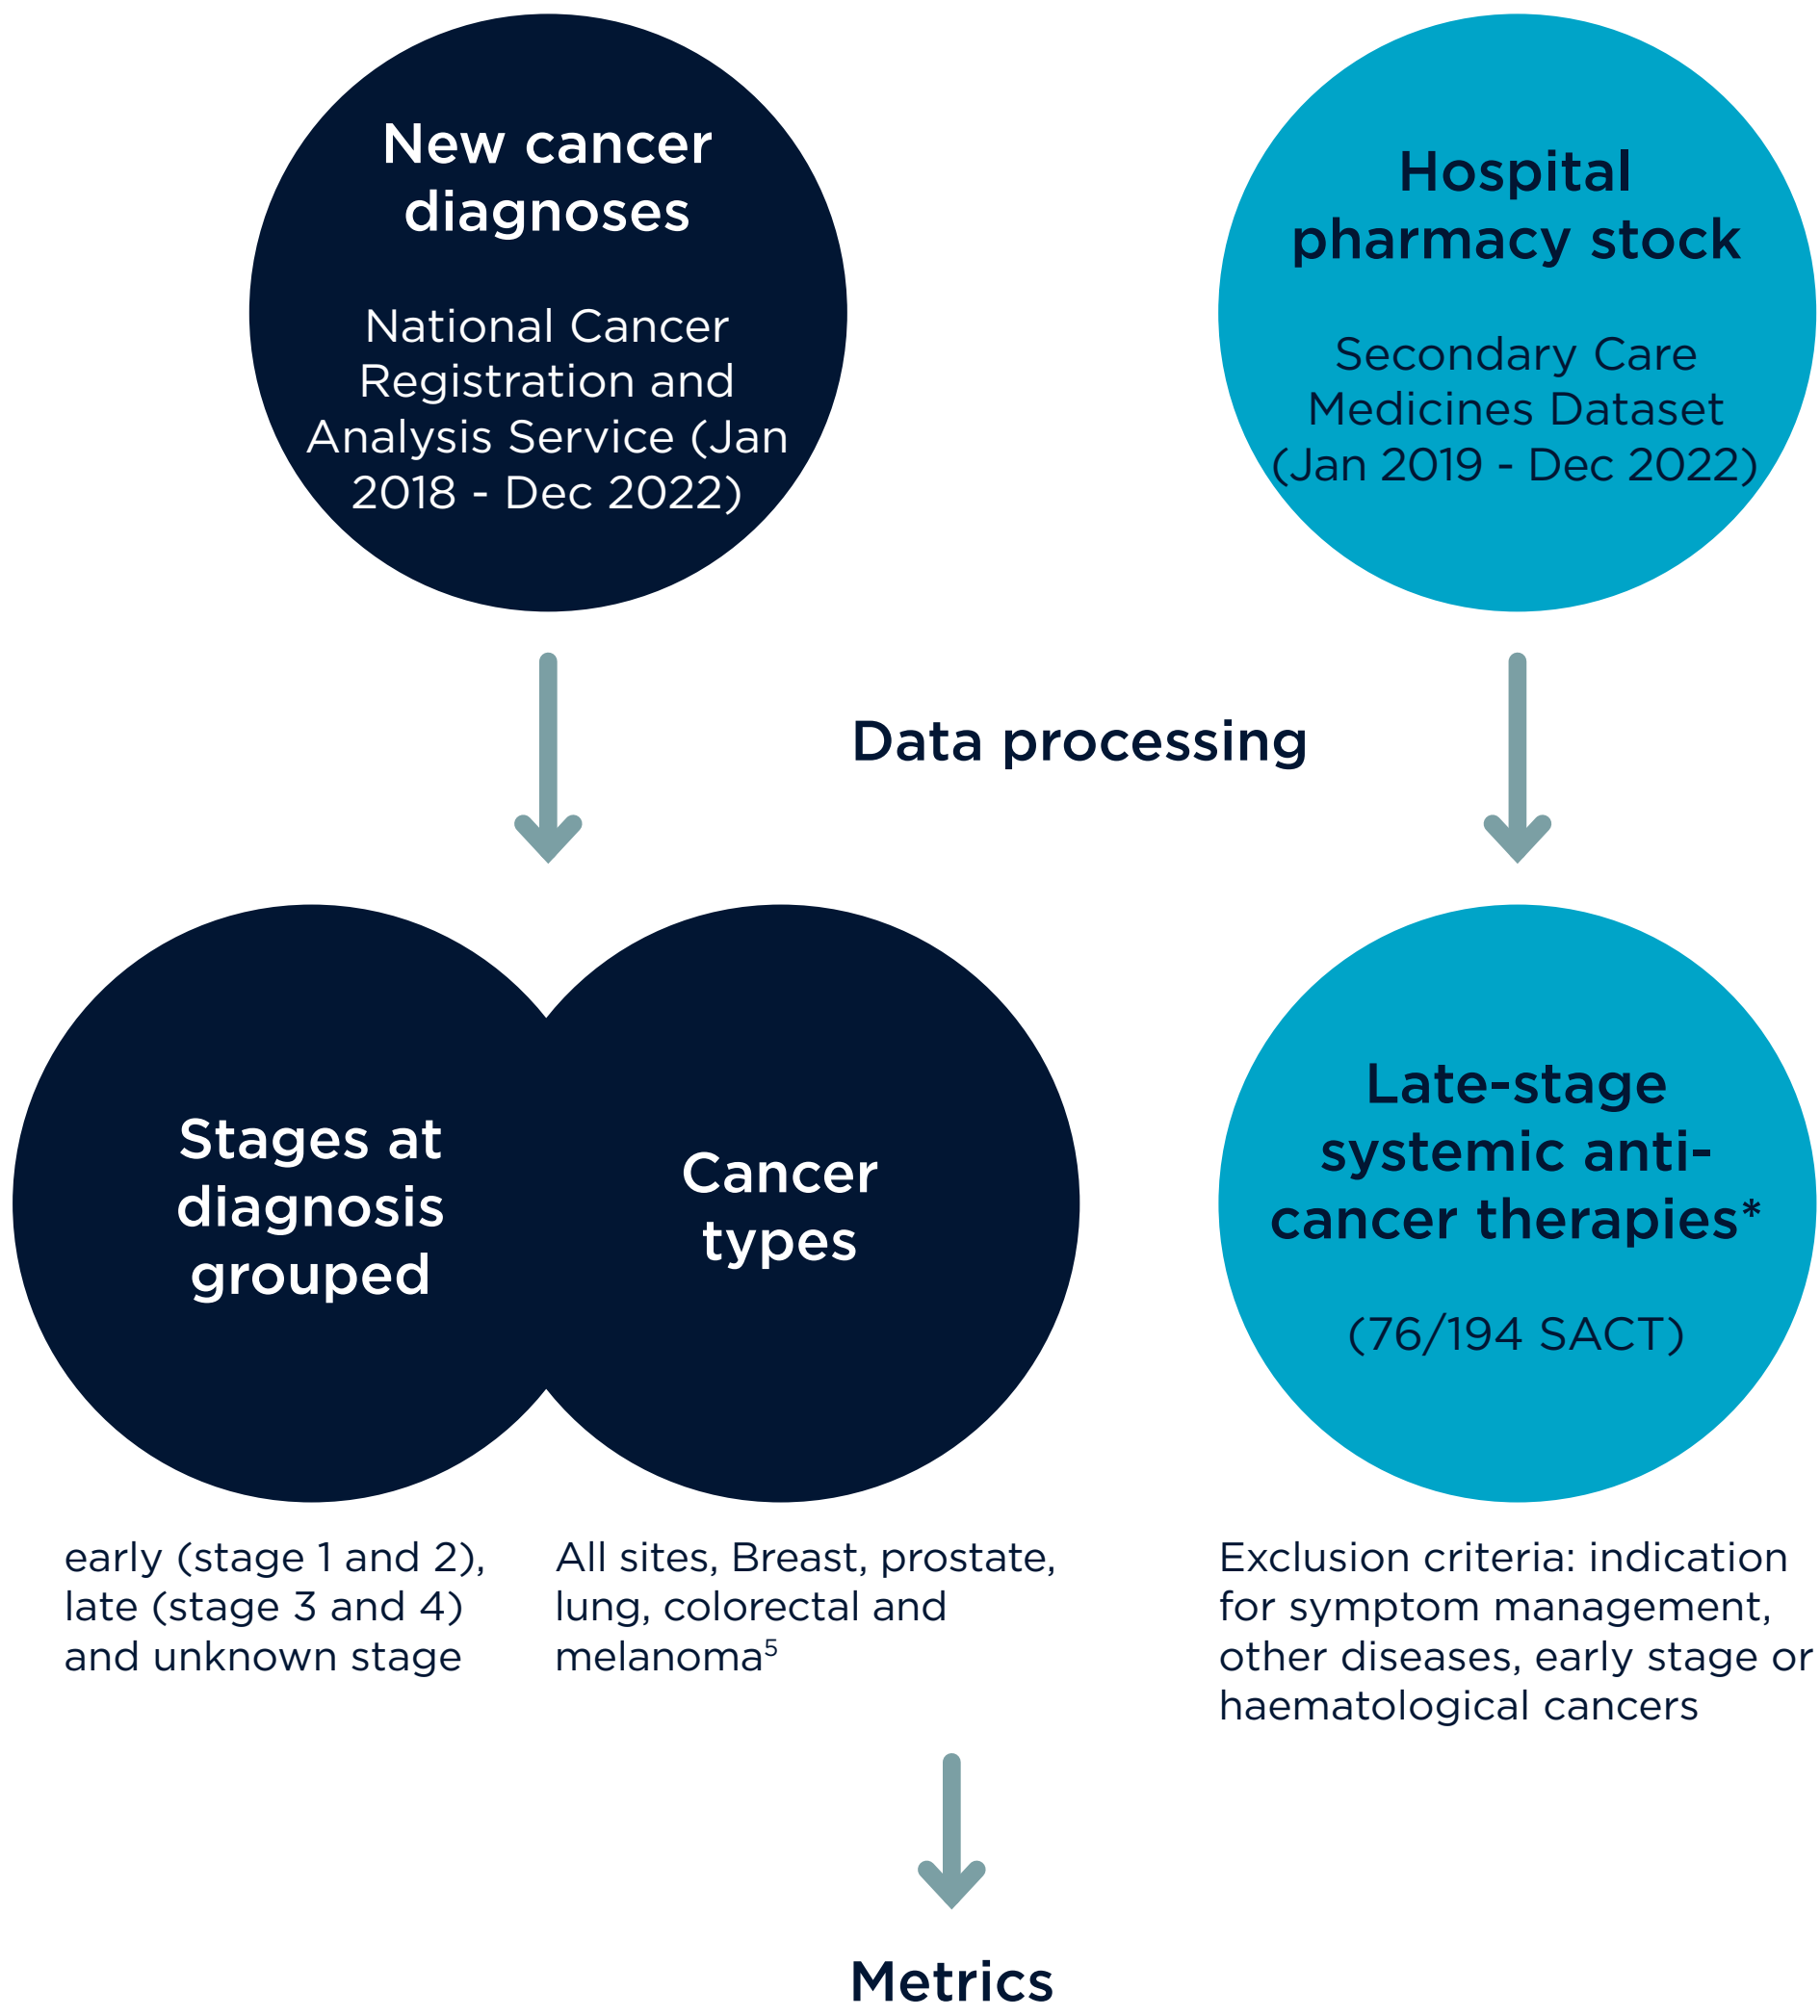 New cancer
diagnoses
National Cancer
Registration and
Analysis Service (Jan
2018 - Dec 2022)
Hospital
pharmacy stock
Secondary Care
Medicines Dataset
(Jan 2019 - Dec 2022)
Data processing
Stages at
diagnosis
grouped
Cancer
types
Late-stage
systemic anti-
cancer therapies*
(76/194 SACT)
early (stage 1 and 2),
late (stage 3 and 4)
and unknown stage
All sites, Breast, prostate,
lung, colorectal and
melanoma⁵
Exclusion criteria: indication
for symptom management,
other diseases, early stage or
haematological cancers
Metrics